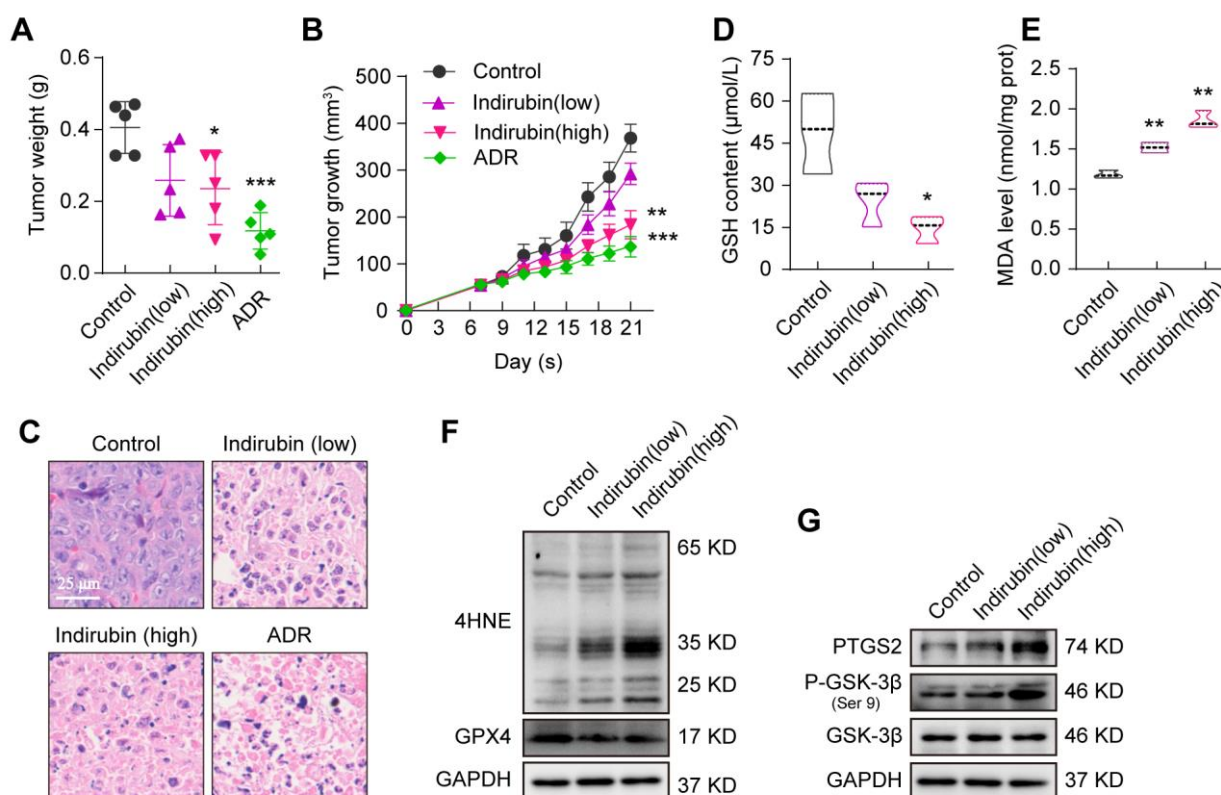 A
Tumor weight (g)
0.6
0.4
0.2
0.0
*
***
Control
Indirubin(low)
Indirubin(high)
ADR
B
Tumor growth (mm³)
500
400
300
200
100
0
Control
Indirubin(low)
Indirubin(high)
ADR
**
***
0 3 6 9 12 15 18 21
Day (s)
D
GSH content (μmol/L)
75
60
45
30
15
0
*
Control
Indirubin(low)
Indirubin(high)
E
MDA level (nmol/mg prot)
2.5
2.0
1.5
1.0
0.5
0.0
**
**
Control
Indirubin(low)
Indirubin(high)
C
Control
Indirubin (low)
25 μm
Indirubin (high)
ADR
F
Control
Indirubin(low)
Indirubin(high)
65 KD
4HNE
35 KD
25 KD
GPX4
17 KD
GAPDH
37 KD
G
Control
Indirubin(low)
Indirubin(high)
PTGS2
74 KD
P-GSK-3β
46 KD
(Ser 9)
GSK-3β
46 KD
GAPDH
37 KD